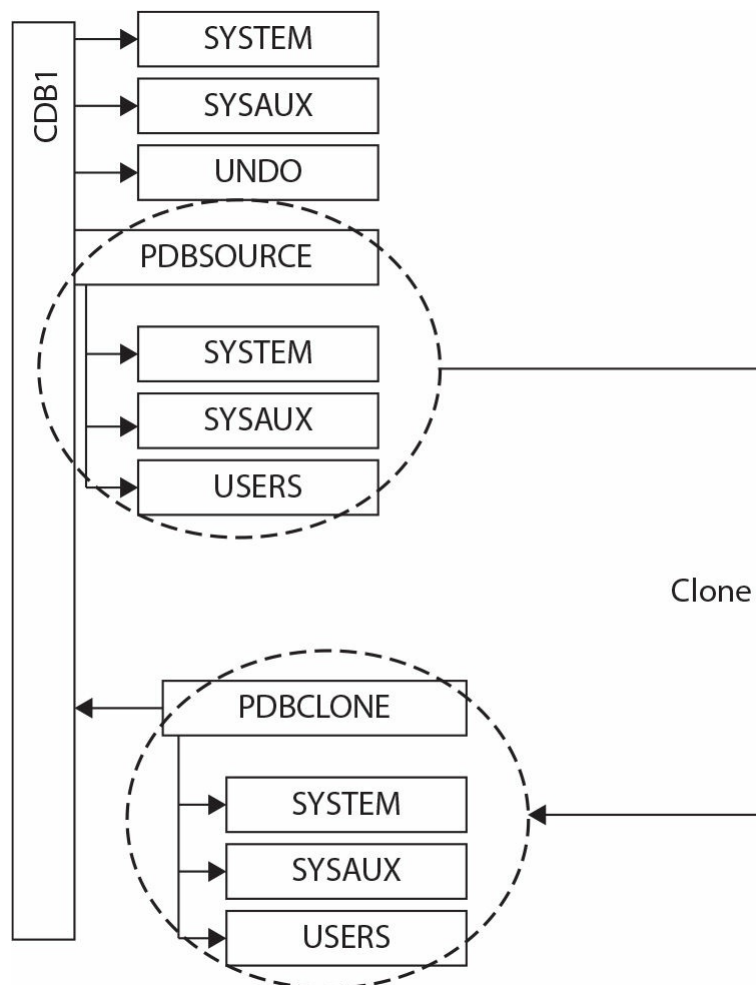 CDB1
SYSTEM
SYSAUX
UNDO
PDBSOURCE
SYSTEM
SYSAUX
USERS
Clone
PDBCLONE
SYSTEM
SYSAUX
USERS